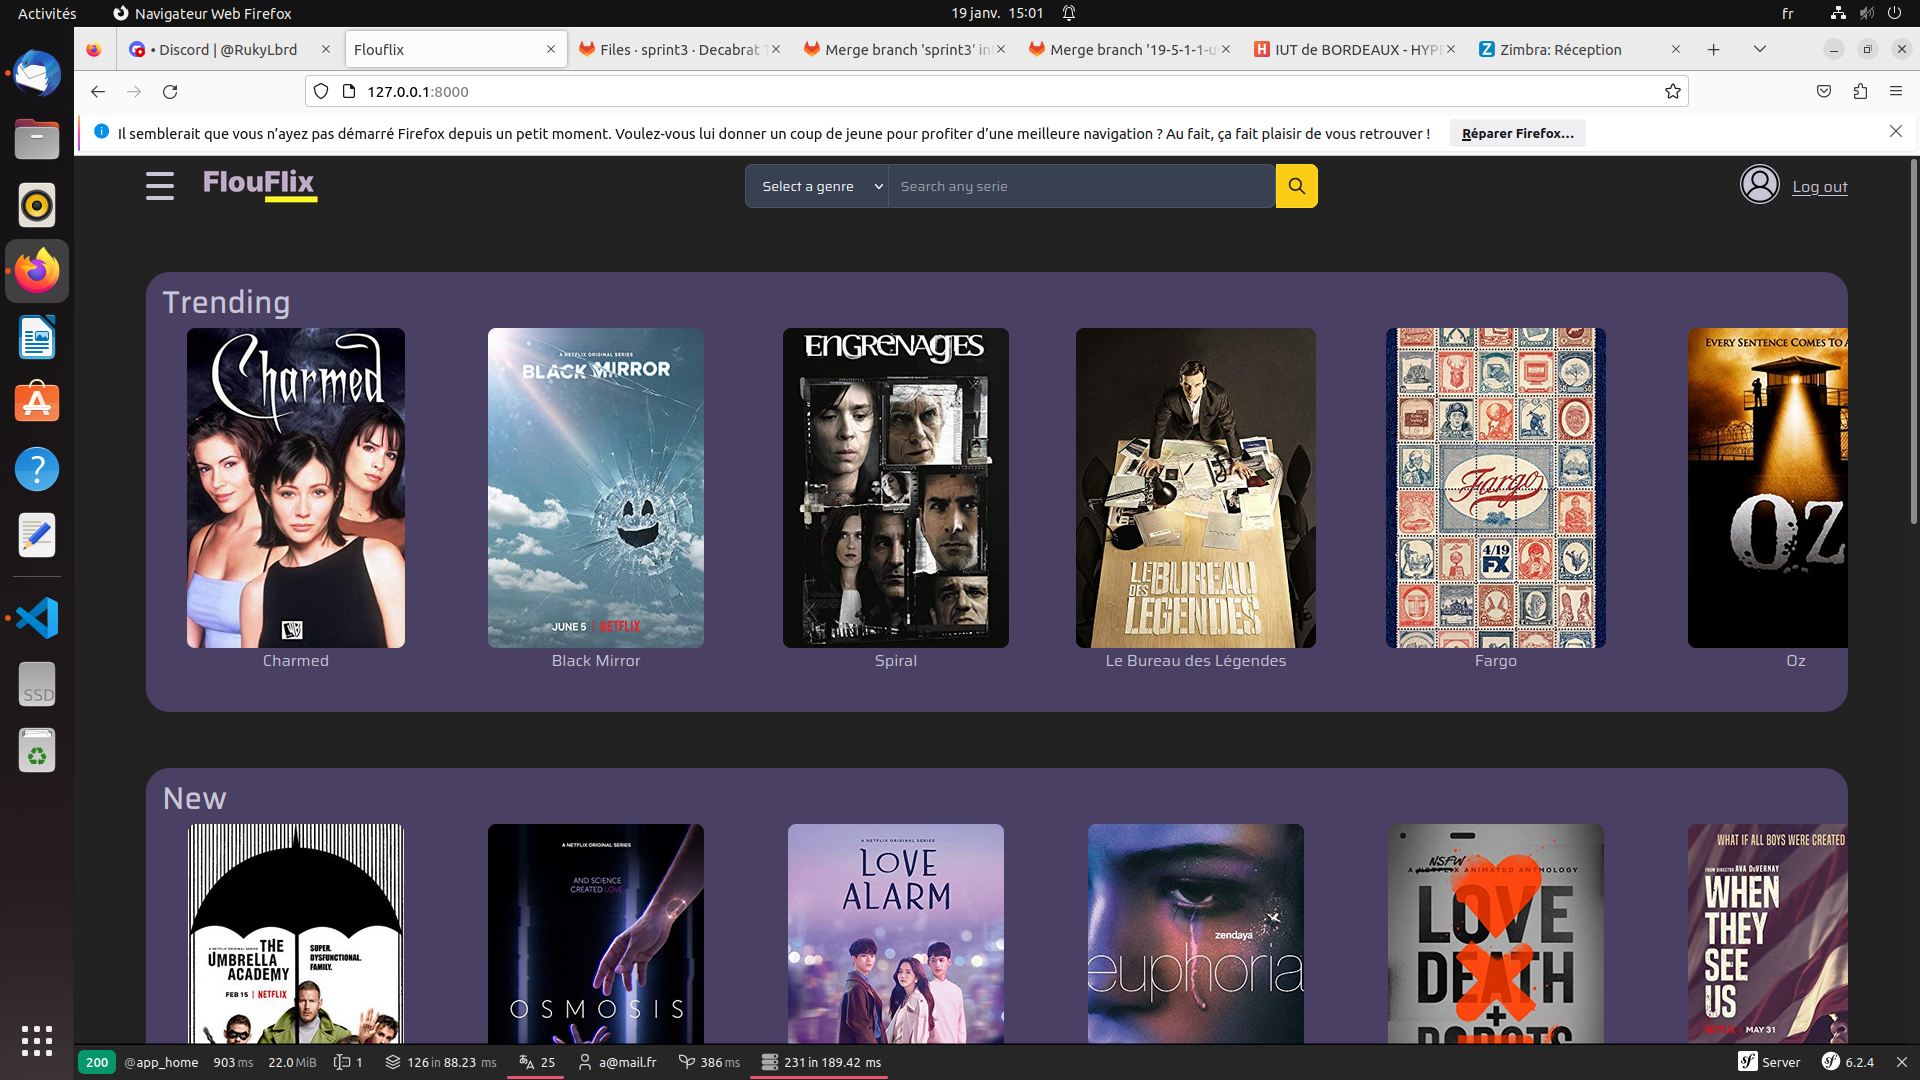 Activités
Navigateur Web Firefox
19 janv. 15:01
fr
• Discord | @RukyLbrd
Flouflix
Files · sprint3 · Decabrat
Merge branch 'sprint3' in
Merge branch '19-5-1-1-u
IUT de BORDEAUX - HYPE
Zimbra: Réception
127.0.0.1:8000
Il semblerait que vous n'ayez pas démarré Firefox depuis un petit moment. Voulez-vous lui donner un coup de jeune pour profiter d'une meilleure navigation ? Au fait, ça fait plaisir de vous retrouver !
Réparer Firefox...
FlouFlix
Select a genre
Search any serie
Log out
Trending
Charmed
A NETFLIX ORIGINAL SERIES
BLACK MIRROR
JUNE 5 | NETFLIX
ENGRENAGES
LE BUREAU
DES
LEGENDES
Fargo
4/19
FX
EVERY SENTENCE COMES TO A
OZ
Charmed
Black Mirror
Spiral
Le Bureau des Légendes
Fargo
Oz
SSD
New
A NETFLIX ORIGINAL SERIES
THE
UMBRELLA
ACADEMY
SUPER.
DYSFUNCTIONAL.
FAMILY.
FEB 15 | NETFLIX
A NETFLIX ORIGINAL SERIES
AND SCIENCE
CREATED LOVE
OSMOSIS
A NETFLIX ORIGINAL SERIES
LOVE
ALARM
zendaya
euphoria
NSFW
A NETFLIX ANIMATED ANTHOLOGY
LOVE
DEATH
+
ROBOTS
WHAT IF ALL BOYS WERE CREATED
FROM DIRECTOR AVA DuVERNAY
WHEN
THEY
SEE
US
NETFLIX | MAY 31
200 @app_home 903 ms 22.0 MiB 1 126 in 88.23 ms 25 a@mail.fr 386 ms 231 in 189.42 ms
Server 6.2.4